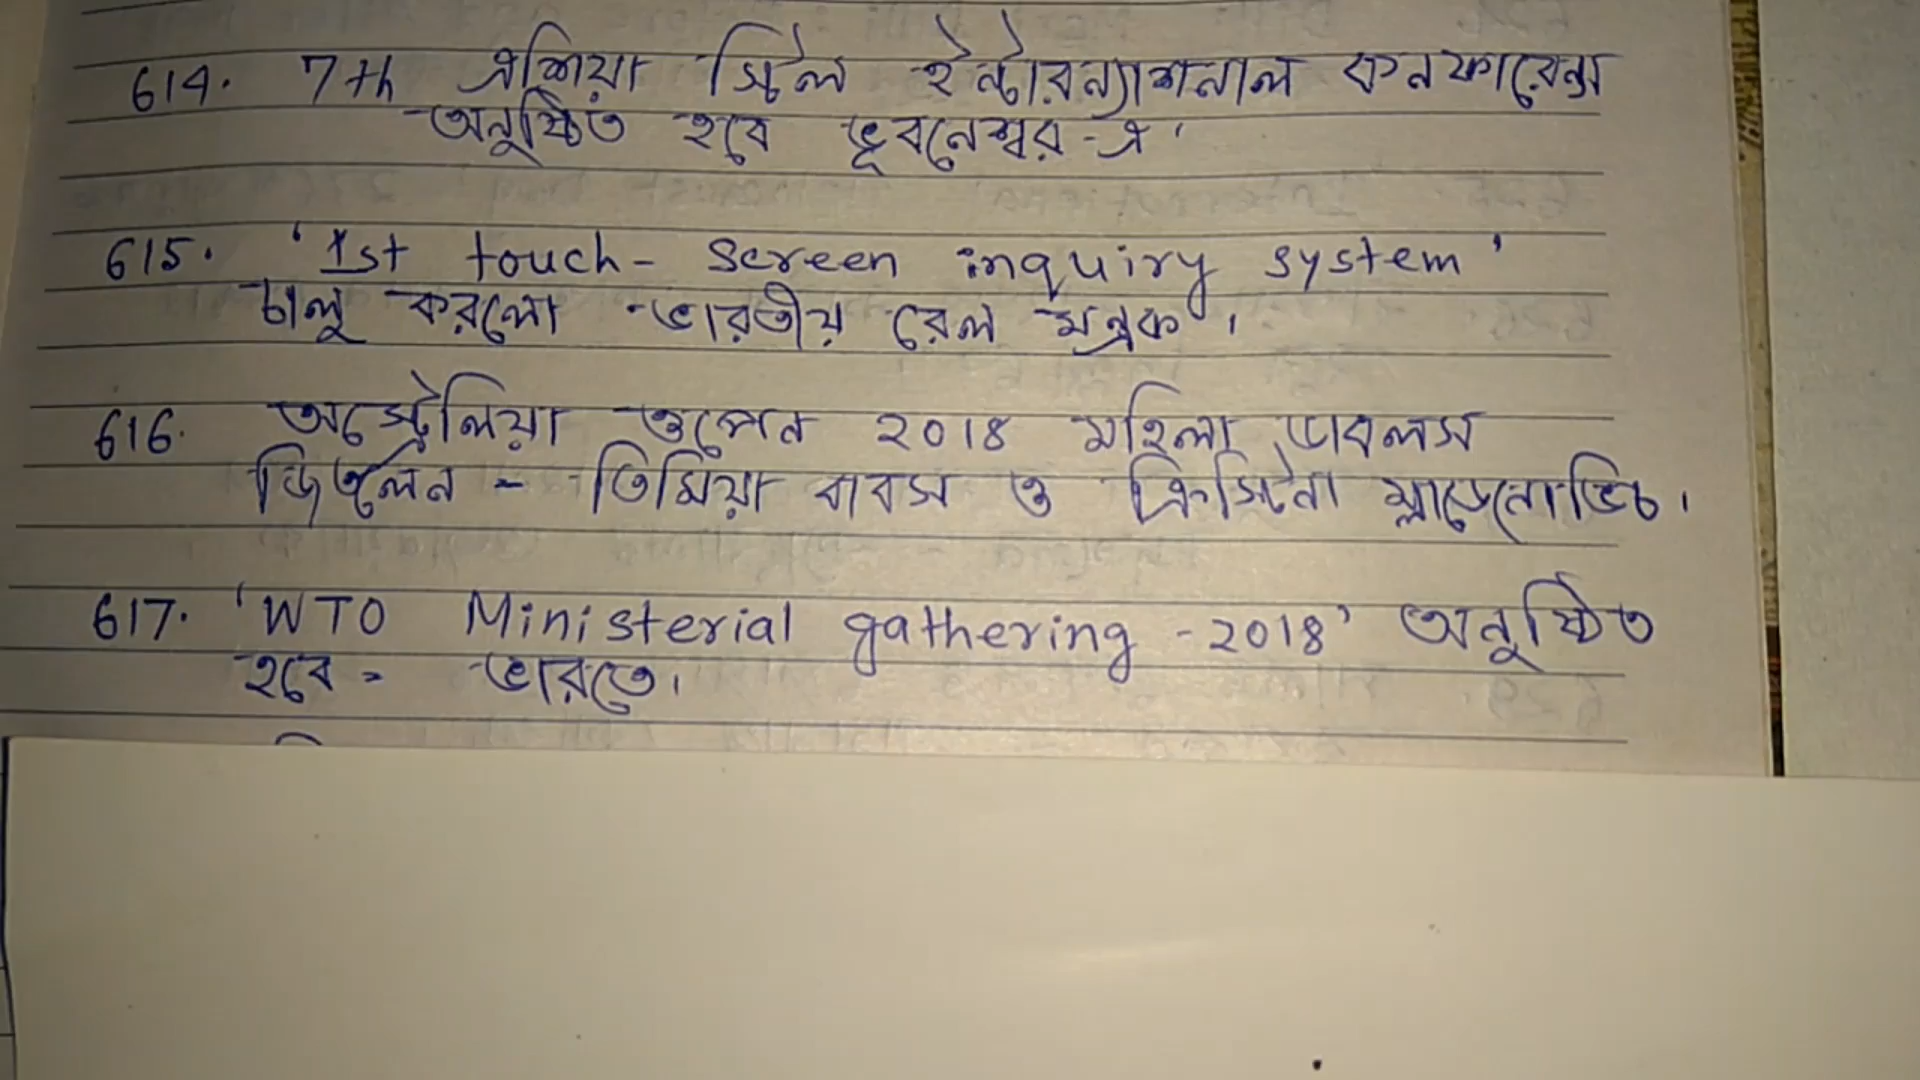 614. 7th এশিয়া স্টিল ইন্টারন্যাশনাল কনফারেন্স
অনুষ্ঠিত হবে ভূবনেশ্বর-এ।
615. '1st touch-screen inquiry system'
চালু করলো ভারতীয় রেল মন্ত্রক।
616. অস্ট্রেলিয়া ওপেন ২018 মহিলা ডাবলস
জিতলেন - তিমিয়া বাবস ও ক্রিস্টিনা ম্লাডেনোভিচ।
617. 'WTO Ministerial gathering -2018' অনুষ্ঠিত
হবে = ভারতে।